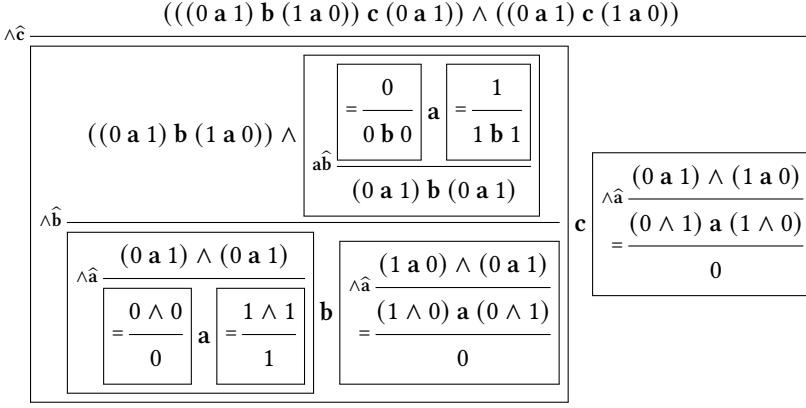 (((0 a 1) b (1 a 0)) c (0 a 1)) ∧ ((0 a 1) c (1 a 0))
∧ĉ
((0 a 1) b (1 a 0)) ∧
0
=
0 b 0
a
1
=
1 b 1
ab̂
(0 a 1) b (0 a 1)
∧b̂
(0 a 1) ∧ (0 a 1)
∧â
0 ∧ 0
=
0
a
1 ∧ 1
=
1
b
(1 a 0) ∧ (0 a 1)
∧â
(1 ∧ 0) a (0 ∧ 1)
=
0
c
(0 a 1) ∧ (1 a 0)
∧â
(0 ∧ 1) a (1 ∧ 0)
=
0